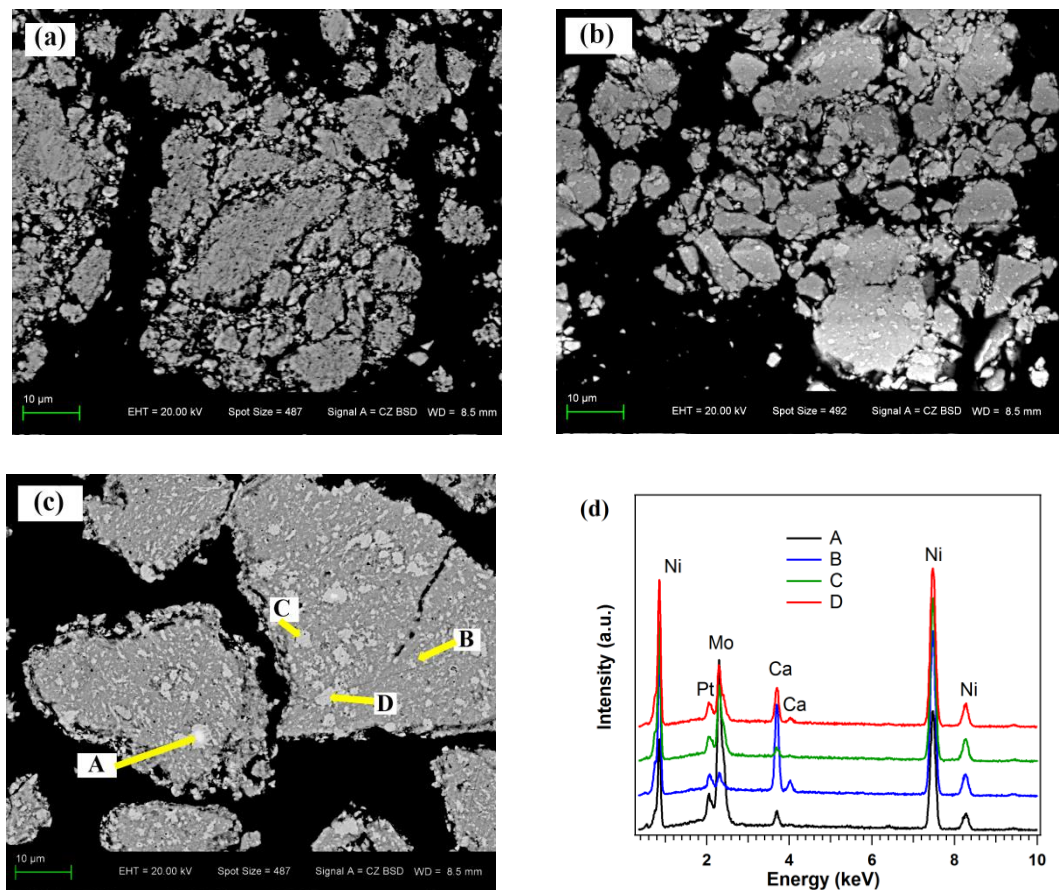 (a)
10 µm
EHT = 20.00 kV Spot Size = 487 Signal A = CZ BSD WD = 8.5 mm
(b)
10 µm
EHT = 20.00 kV Spot Size = 492 Signal A = CZ BSD WD = 8.5 mm
(c)
C
B
D
A
10 µm
EHT = 20.00 kV Spot Size = 487 Signal A = CZ BSD WD = 8.5 mm
(d)
A
B
C
D
Ni
Ni
Mo
Ca
Pt
Ca
Ni
Intensity (a.u.)
2 4 6 8 10
Energy (keV)